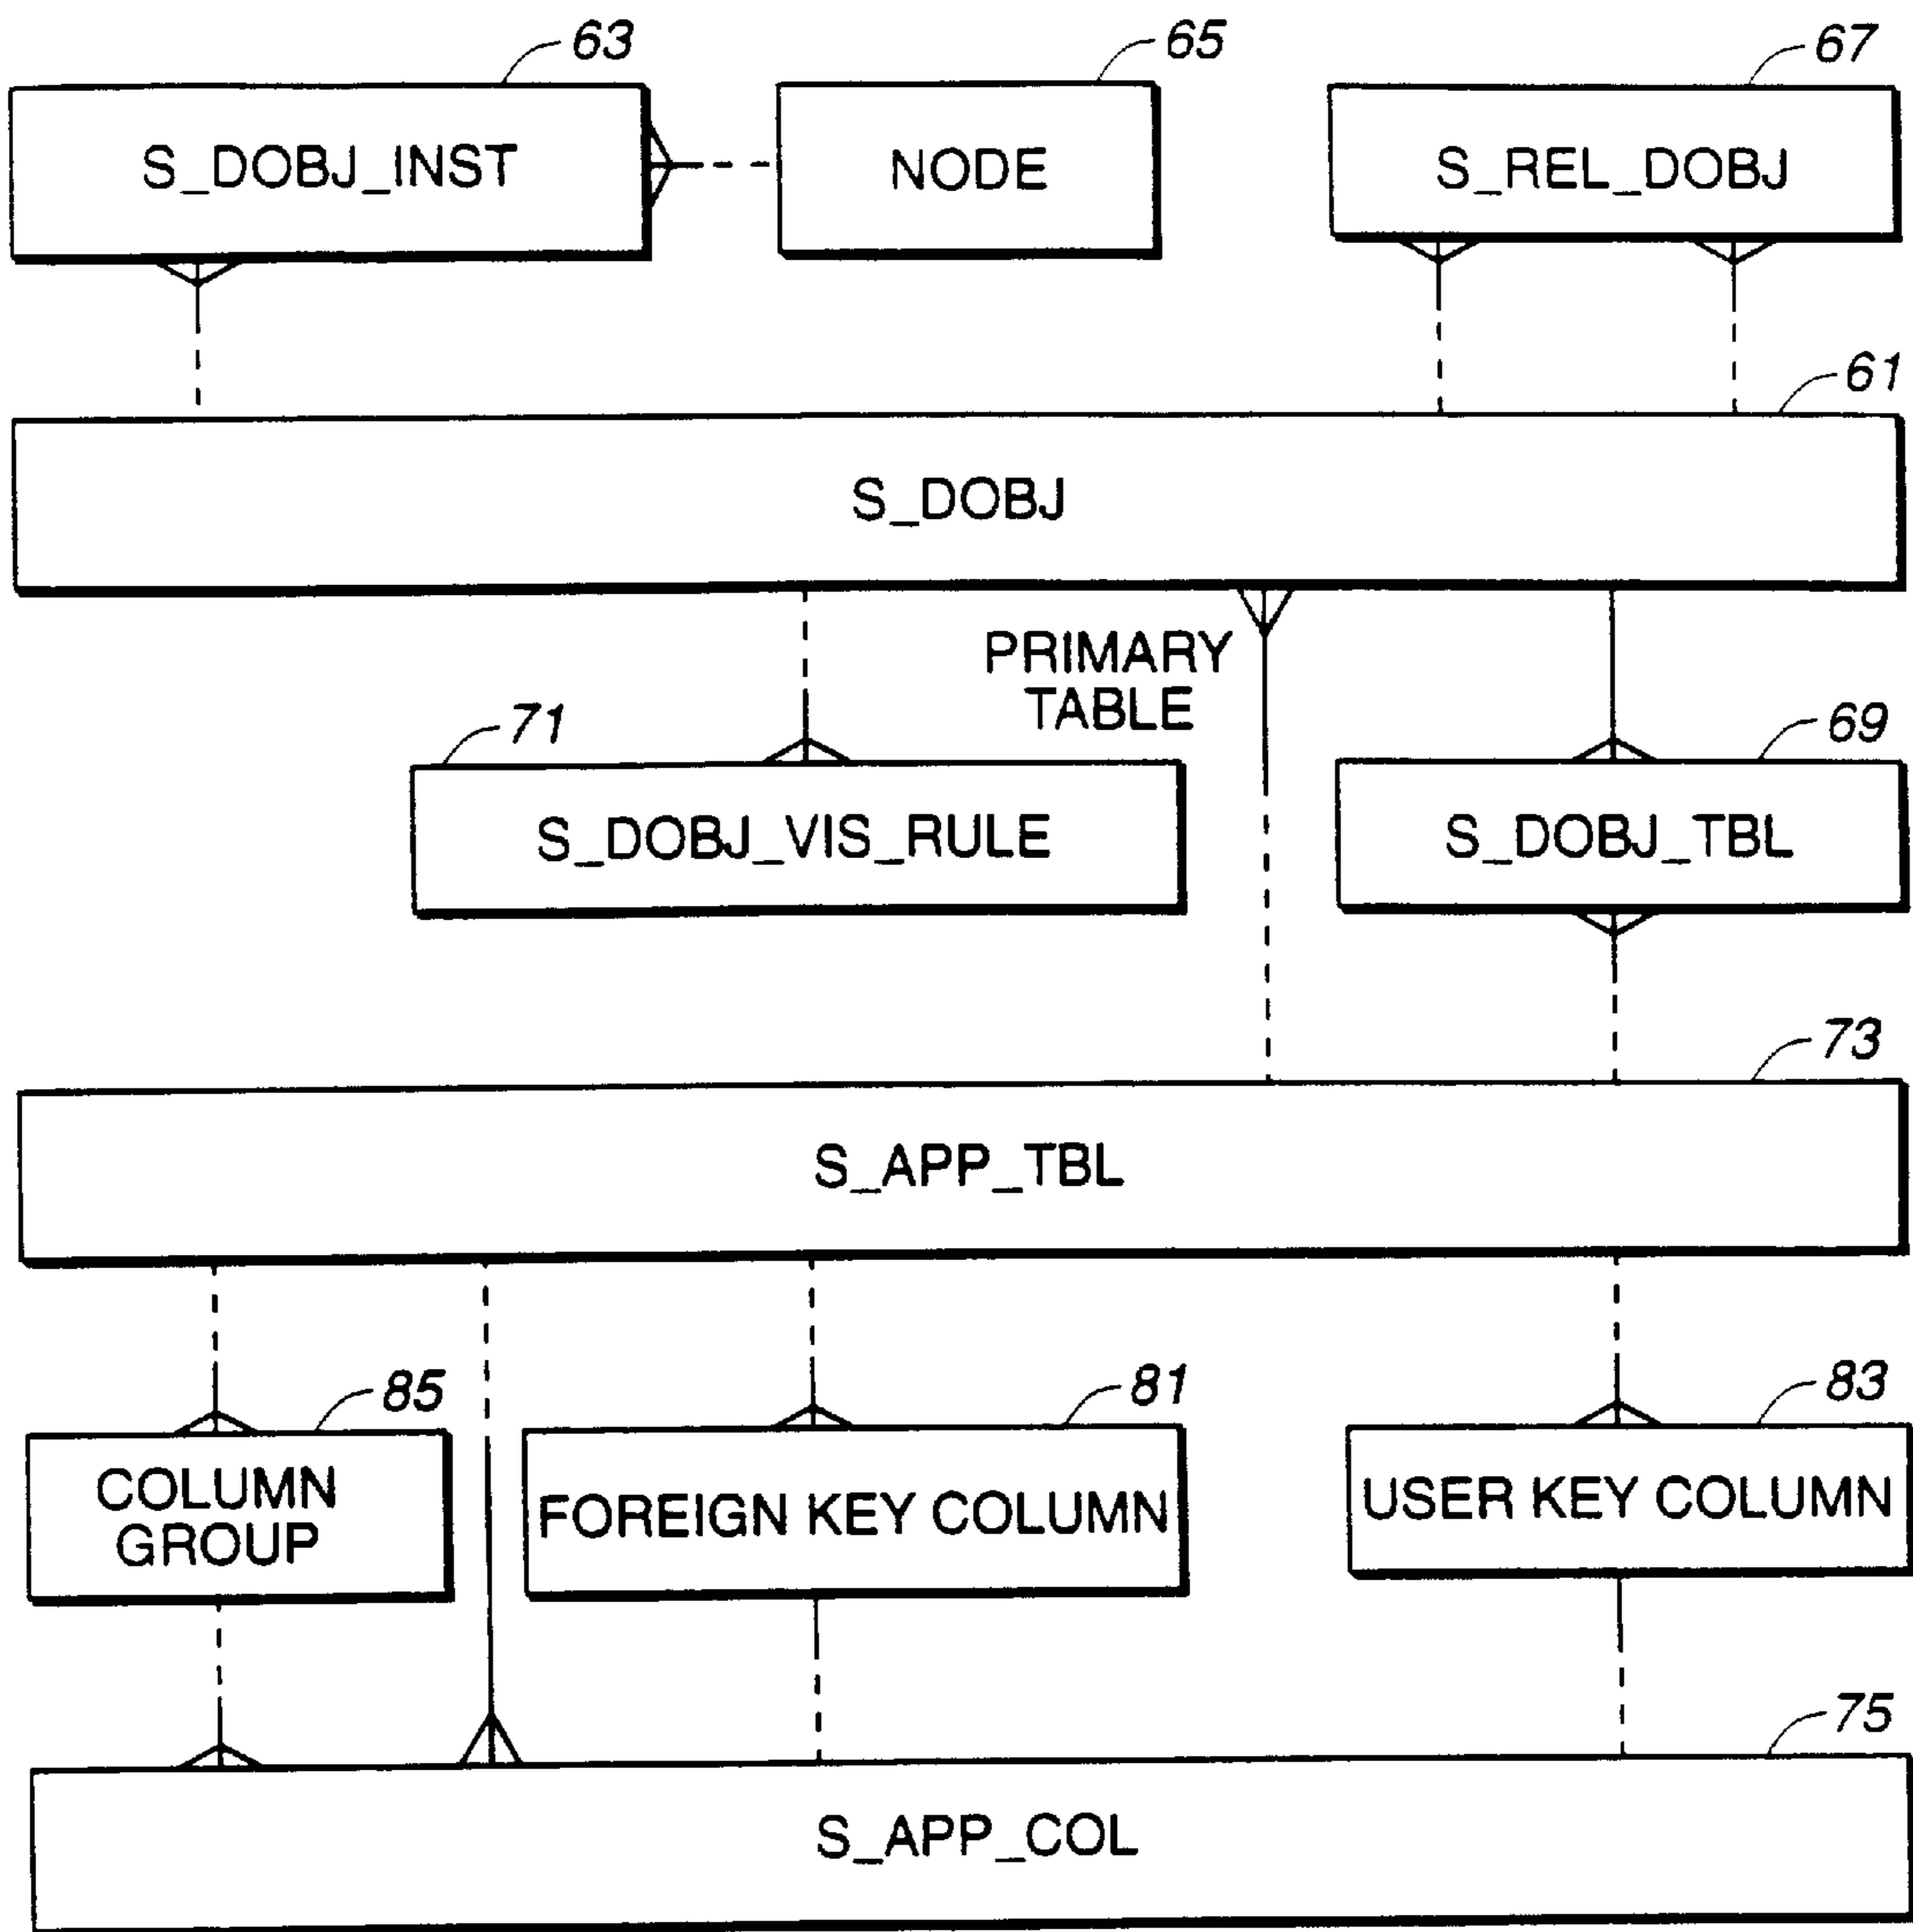 63
65
67
S_DOBJ_INST
NODE
S_REL_DOBJ
61
S_DOBJ
PRIMARY
TABLE
71
69
S_DOBJ_VIS_RULE
S_DOBJ_TBL
73
S_APP_TBL
85
81
83
COLUMN
GROUP
FOREIGN KEY COLUMN
USER KEY COLUMN
75
S_APP_COL